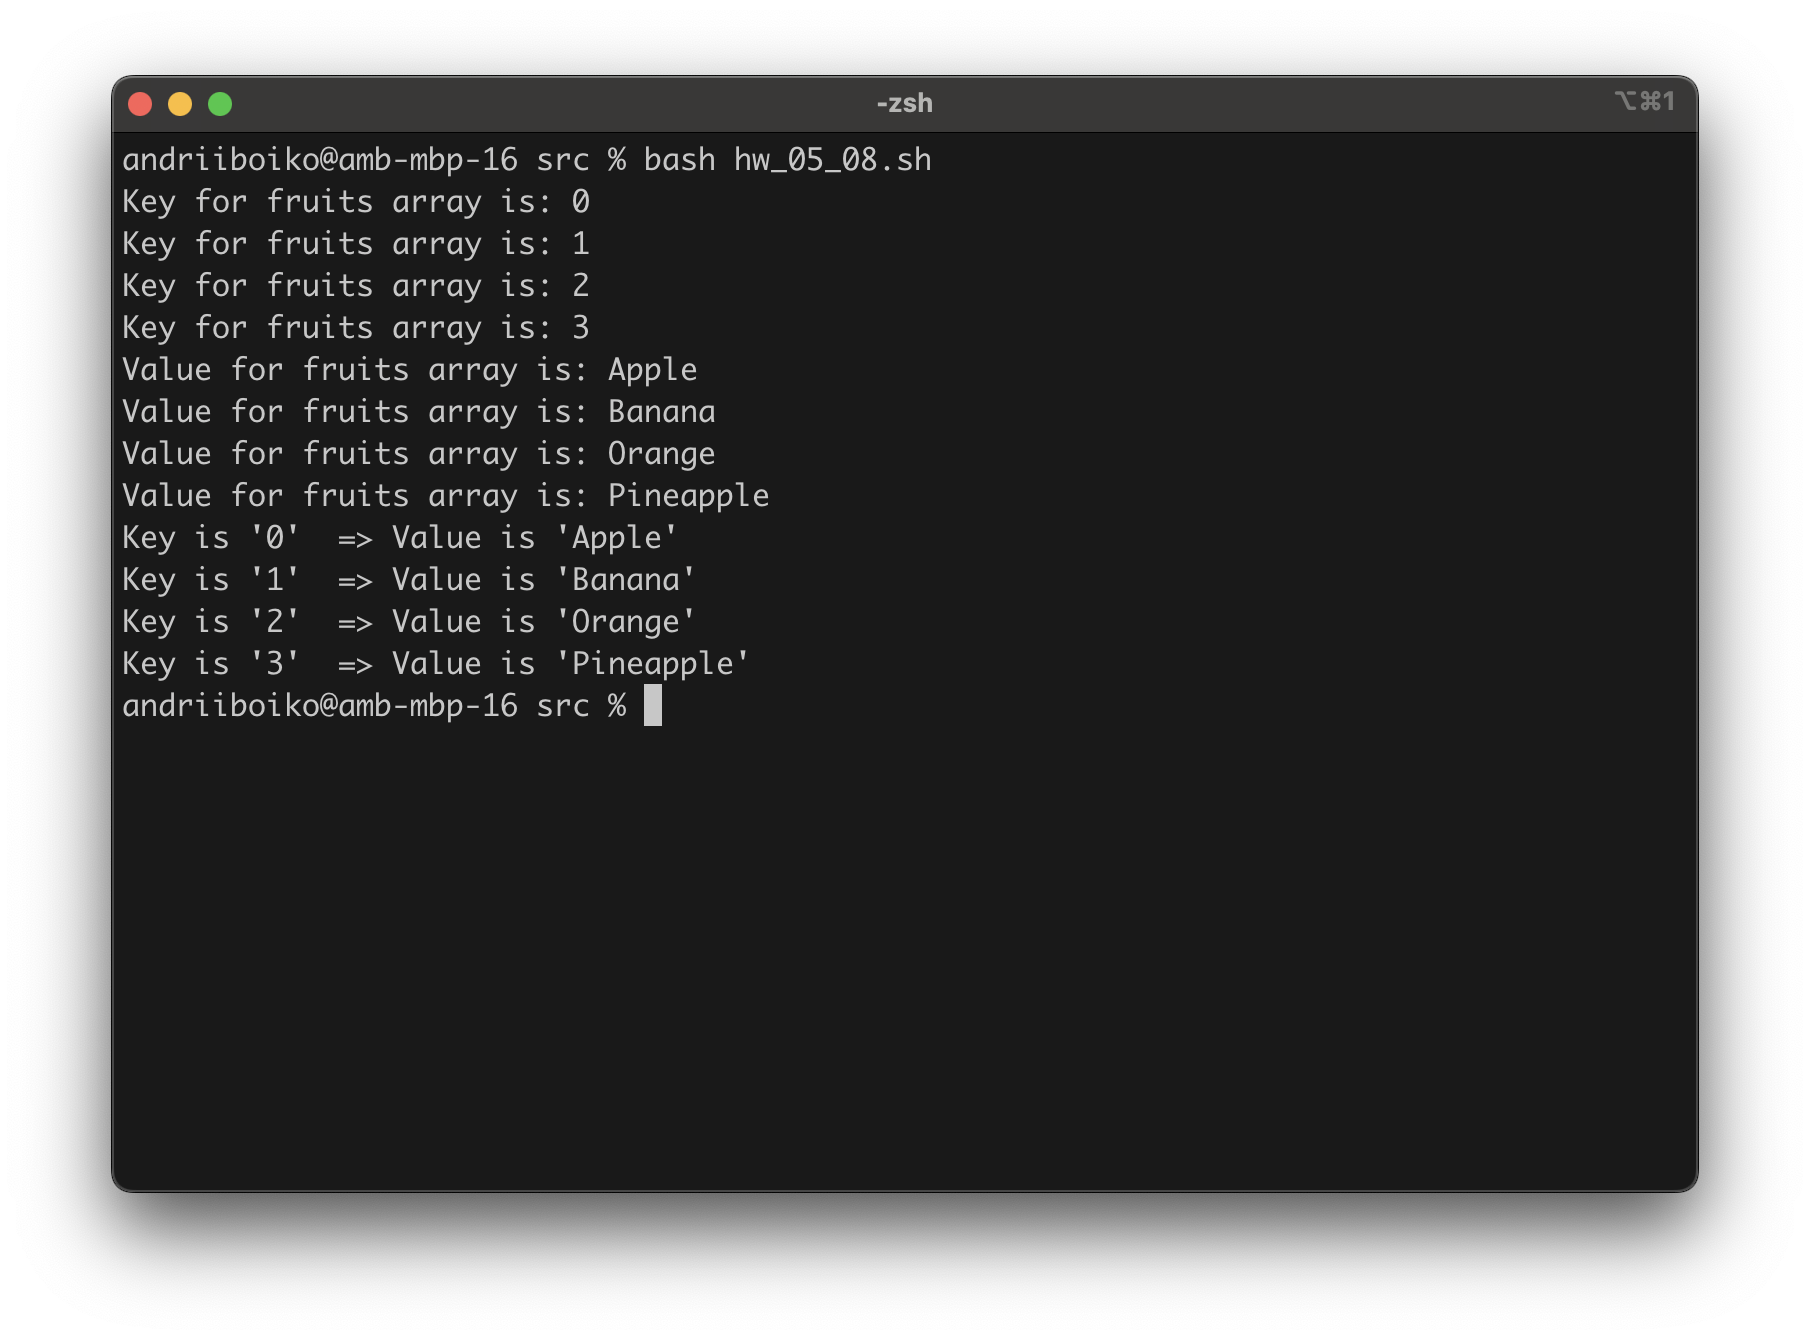 -zsh
⌥⌘1
andriiboiko@amb-mbp-16 src % bash hw_05_08.sh
Key for fruits array is: 0
Key for fruits array is: 1
Key for fruits array is: 2
Key for fruits array is: 3
Value for fruits array is: Apple
Value for fruits array is: Banana
Value for fruits array is: Orange
Value for fruits array is: Pineapple
Key is '0'  => Value is 'Apple'
Key is '1'  => Value is 'Banana'
Key is '2'  => Value is 'Orange'
Key is '3'  => Value is 'Pineapple'
andriiboiko@amb-mbp-16 src %